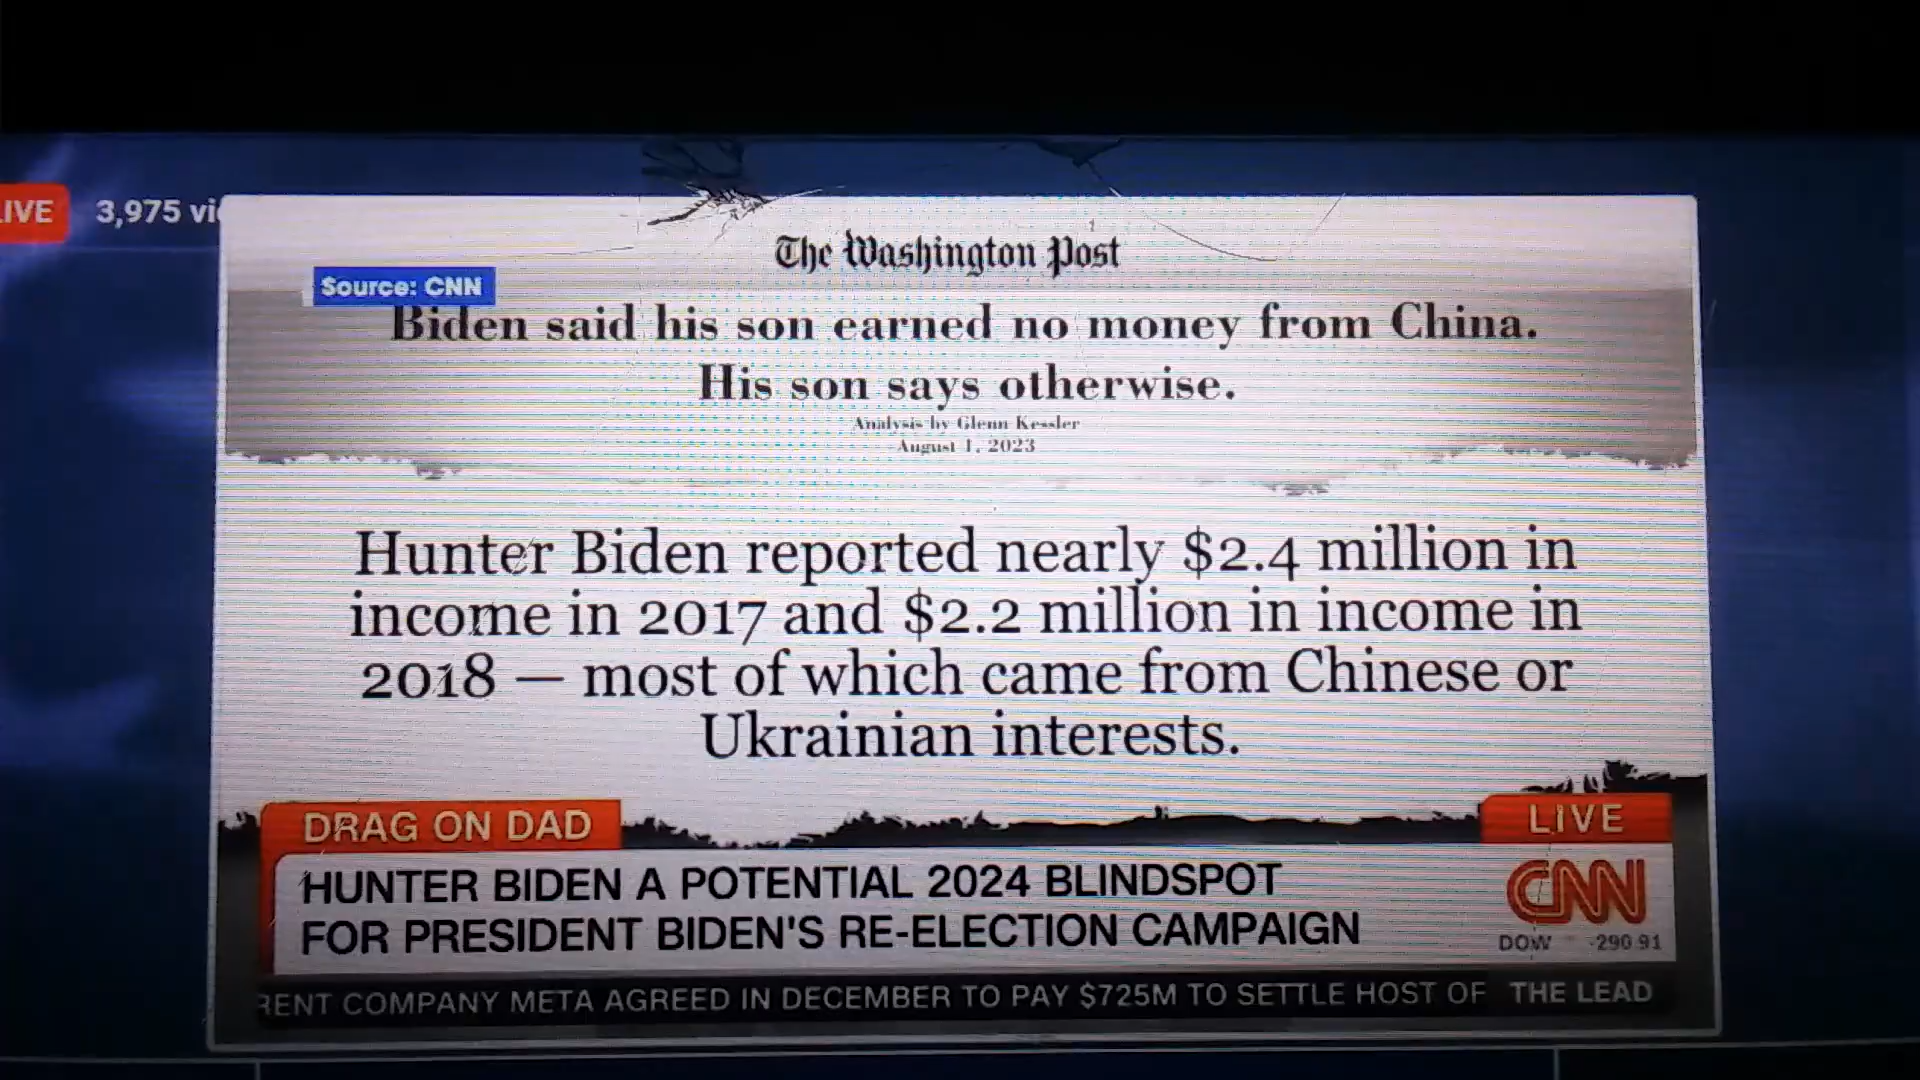 LIVE
3,975 vi
The Washington Post
Source: CNN
Biden said his son earned no money from China.
His son says otherwise.
Analysis by Glenn Kessler
August 1, 2023
Hunter Biden reported nearly $2.4 million in
income in 2017 and $2.2 million in income in
2018 — most of which came from Chinese or
Ukrainian interests.
DRAG ON DAD
LIVE
HUNTER BIDEN A POTENTIAL 2024 BLINDSPOT
FOR PRESIDENT BIDEN'S RE-ELECTION CAMPAIGN
CNN
DOW -290.91
RENT COMPANY META AGREED IN DECEMBER TO PAY $725M TO SETTLE HOST OF THE LEAD